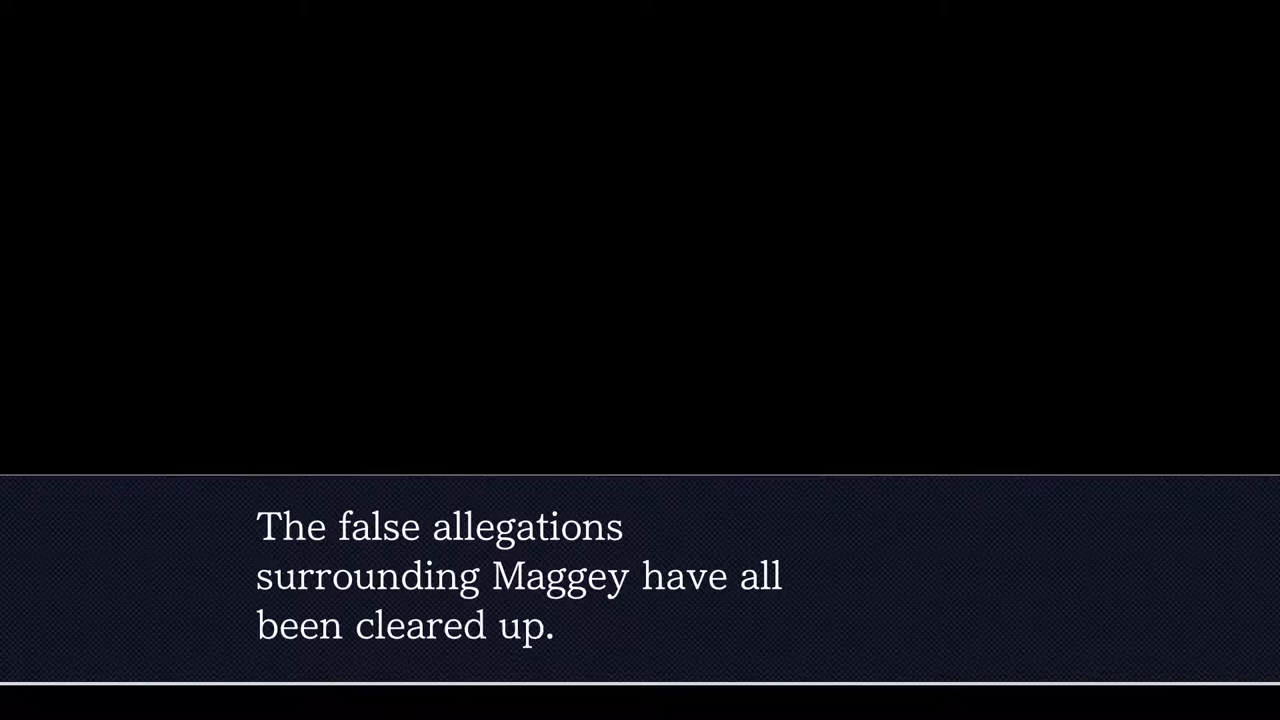 The false allegations
surrounding Maggey have all
been cleared up.